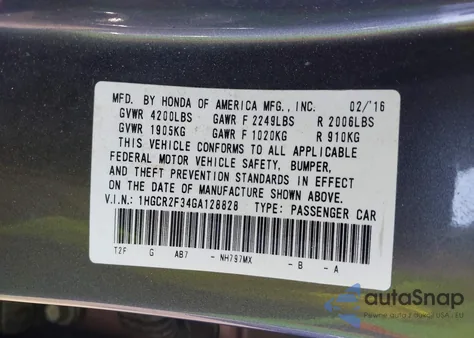 MFD. BY HONDA OF AMERICA MFG., INC. 02/'16
GVWR 4200LBS GAWR F 2249LBS R 2006LBS
GVWR 1905KG GAWR F 1020KG R 910KG
THIS VEHICLE CONFORMS TO ALL APPLICABLE
FEDERAL MOTOR VEHICLE SAFETY, BUMPER,
AND THEFT PREVENTION STANDARDS IN EFFECT
ON THE DATE OF MANUFACTURE SHOWN ABOVE.
V.I.N.: 1HGCR2F34GA128828 TYPE: PASSENGER CAR
T2F G AB7 - NH797MX - B - A
autoSnap